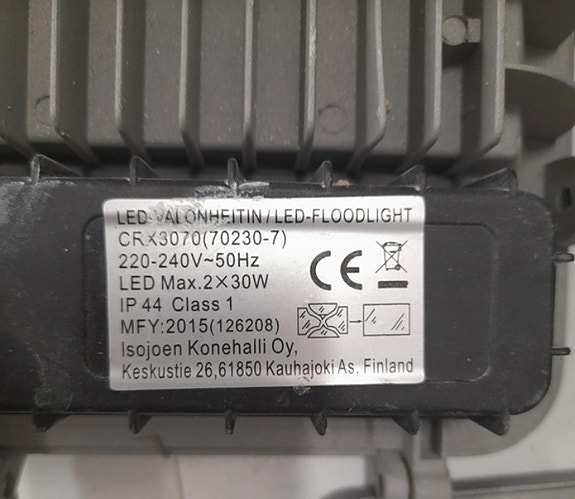 LED-VALONHEITIN/LED-FLOODLIGHT
CRX3070(70230-7)
220-240V~50Hz
LED Max.2×30W
IP 44 Class 1
MFY:2015(126208)
Isojoen Konehalli Oy,
Keskustie 26,61850 Kauhajoki As, Finland
CE